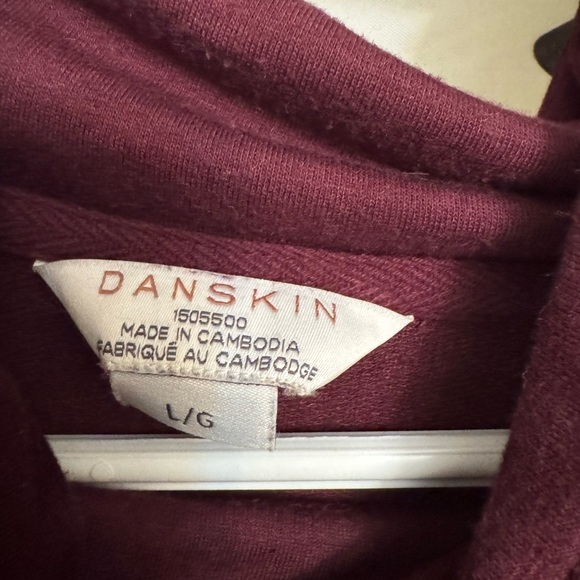 DANSKIN
1505500
MADE IN CAMBODIA
FABRIQUÉ AU CAMBODGE
L/G